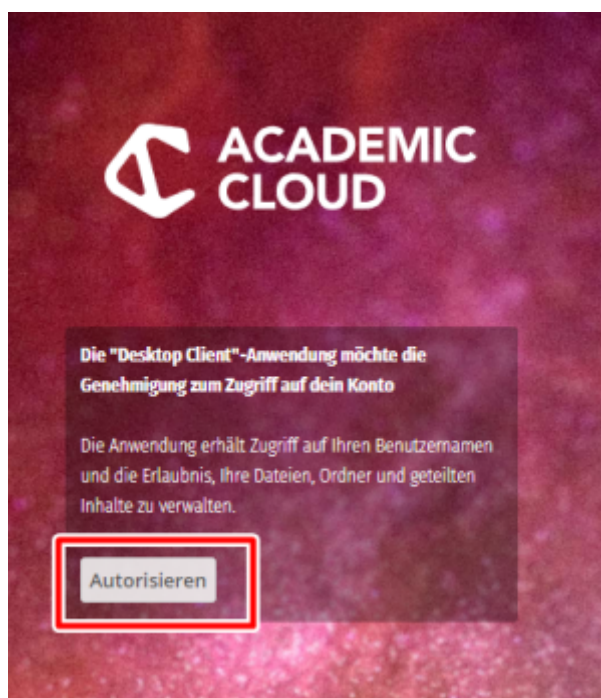 ACADEMIC
CLOUD
Die "Desktop Client"-Anwendung möchte die
Genehmigung zum Zugriff auf dein Konto
Die Anwendung erhält Zugriff auf Ihren Benutzernamen
und die Erlaubnis, Ihre Dateien, Ordner und geteilten
Inhalte zu verwalten.
Autorisieren